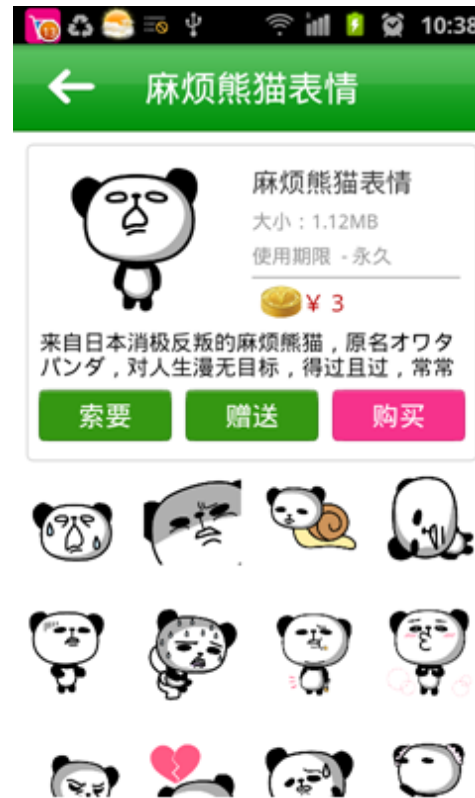 10:38
麻烦熊猫表情
麻烦熊猫表情
大小：1.12MB
使用期限 - 永久
¥ 3
来自日本消极反叛的麻烦熊猫，原名オワタ
パンダ，对人生漫无目标，得过且过，常常
索要 赠送 购买